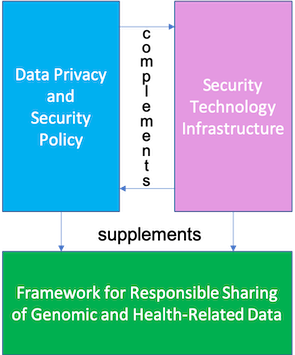 Data Privacy
and
Security
Policy
complements
Security
Technology
Infrastructure
supplements
Framework for Responsible Sharing
of Genomic and Health-Related Data